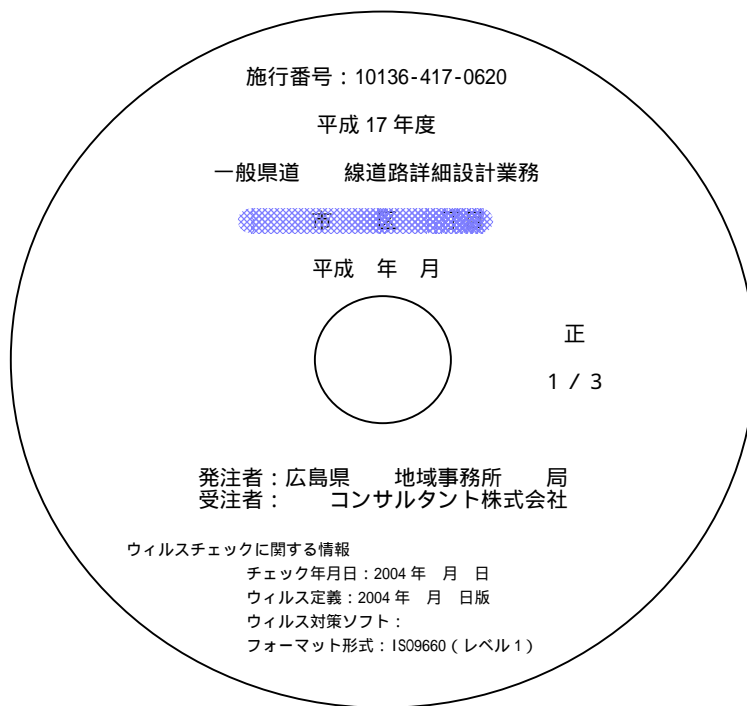 施行番号：10136-417-0620
平成 17 年度
一般県道　　線道路詳細設計業務
市　　区
平成　年　月
正
1 / 3
発注者：広島県　　地域事務所　　局
受注者：　　コンサルタント株式会社
ウィルスチェックに関する情報
チェック年月日：2004 年　月　日
ウィルス定義：2004 年　月　日版
ウィルス対策ソフト：
フォーマット形式：ISO9660（レベル1）